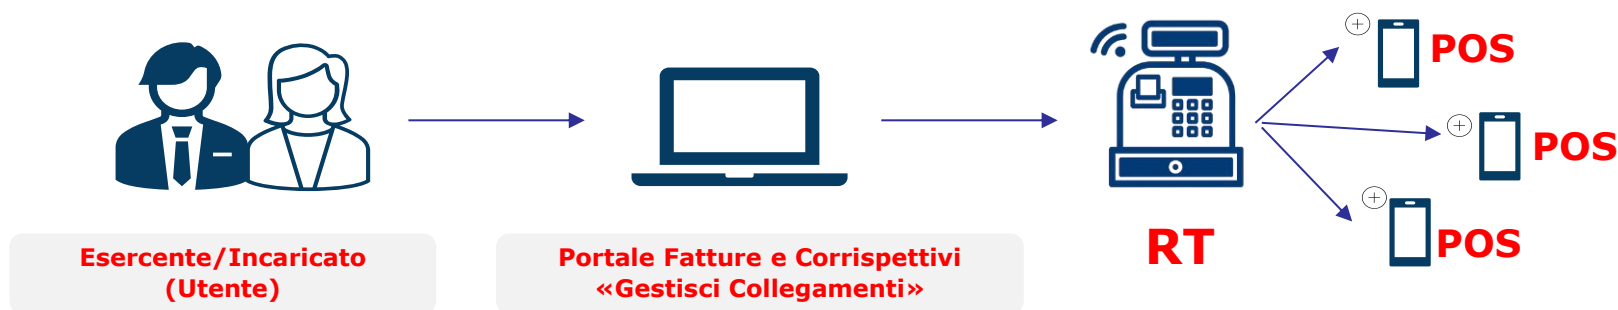 Esercente/Incaricato
(Utente)
Portale Fatture e Corrispettivi
«Gestisci Collegamenti»
RT
POS
POS
POS